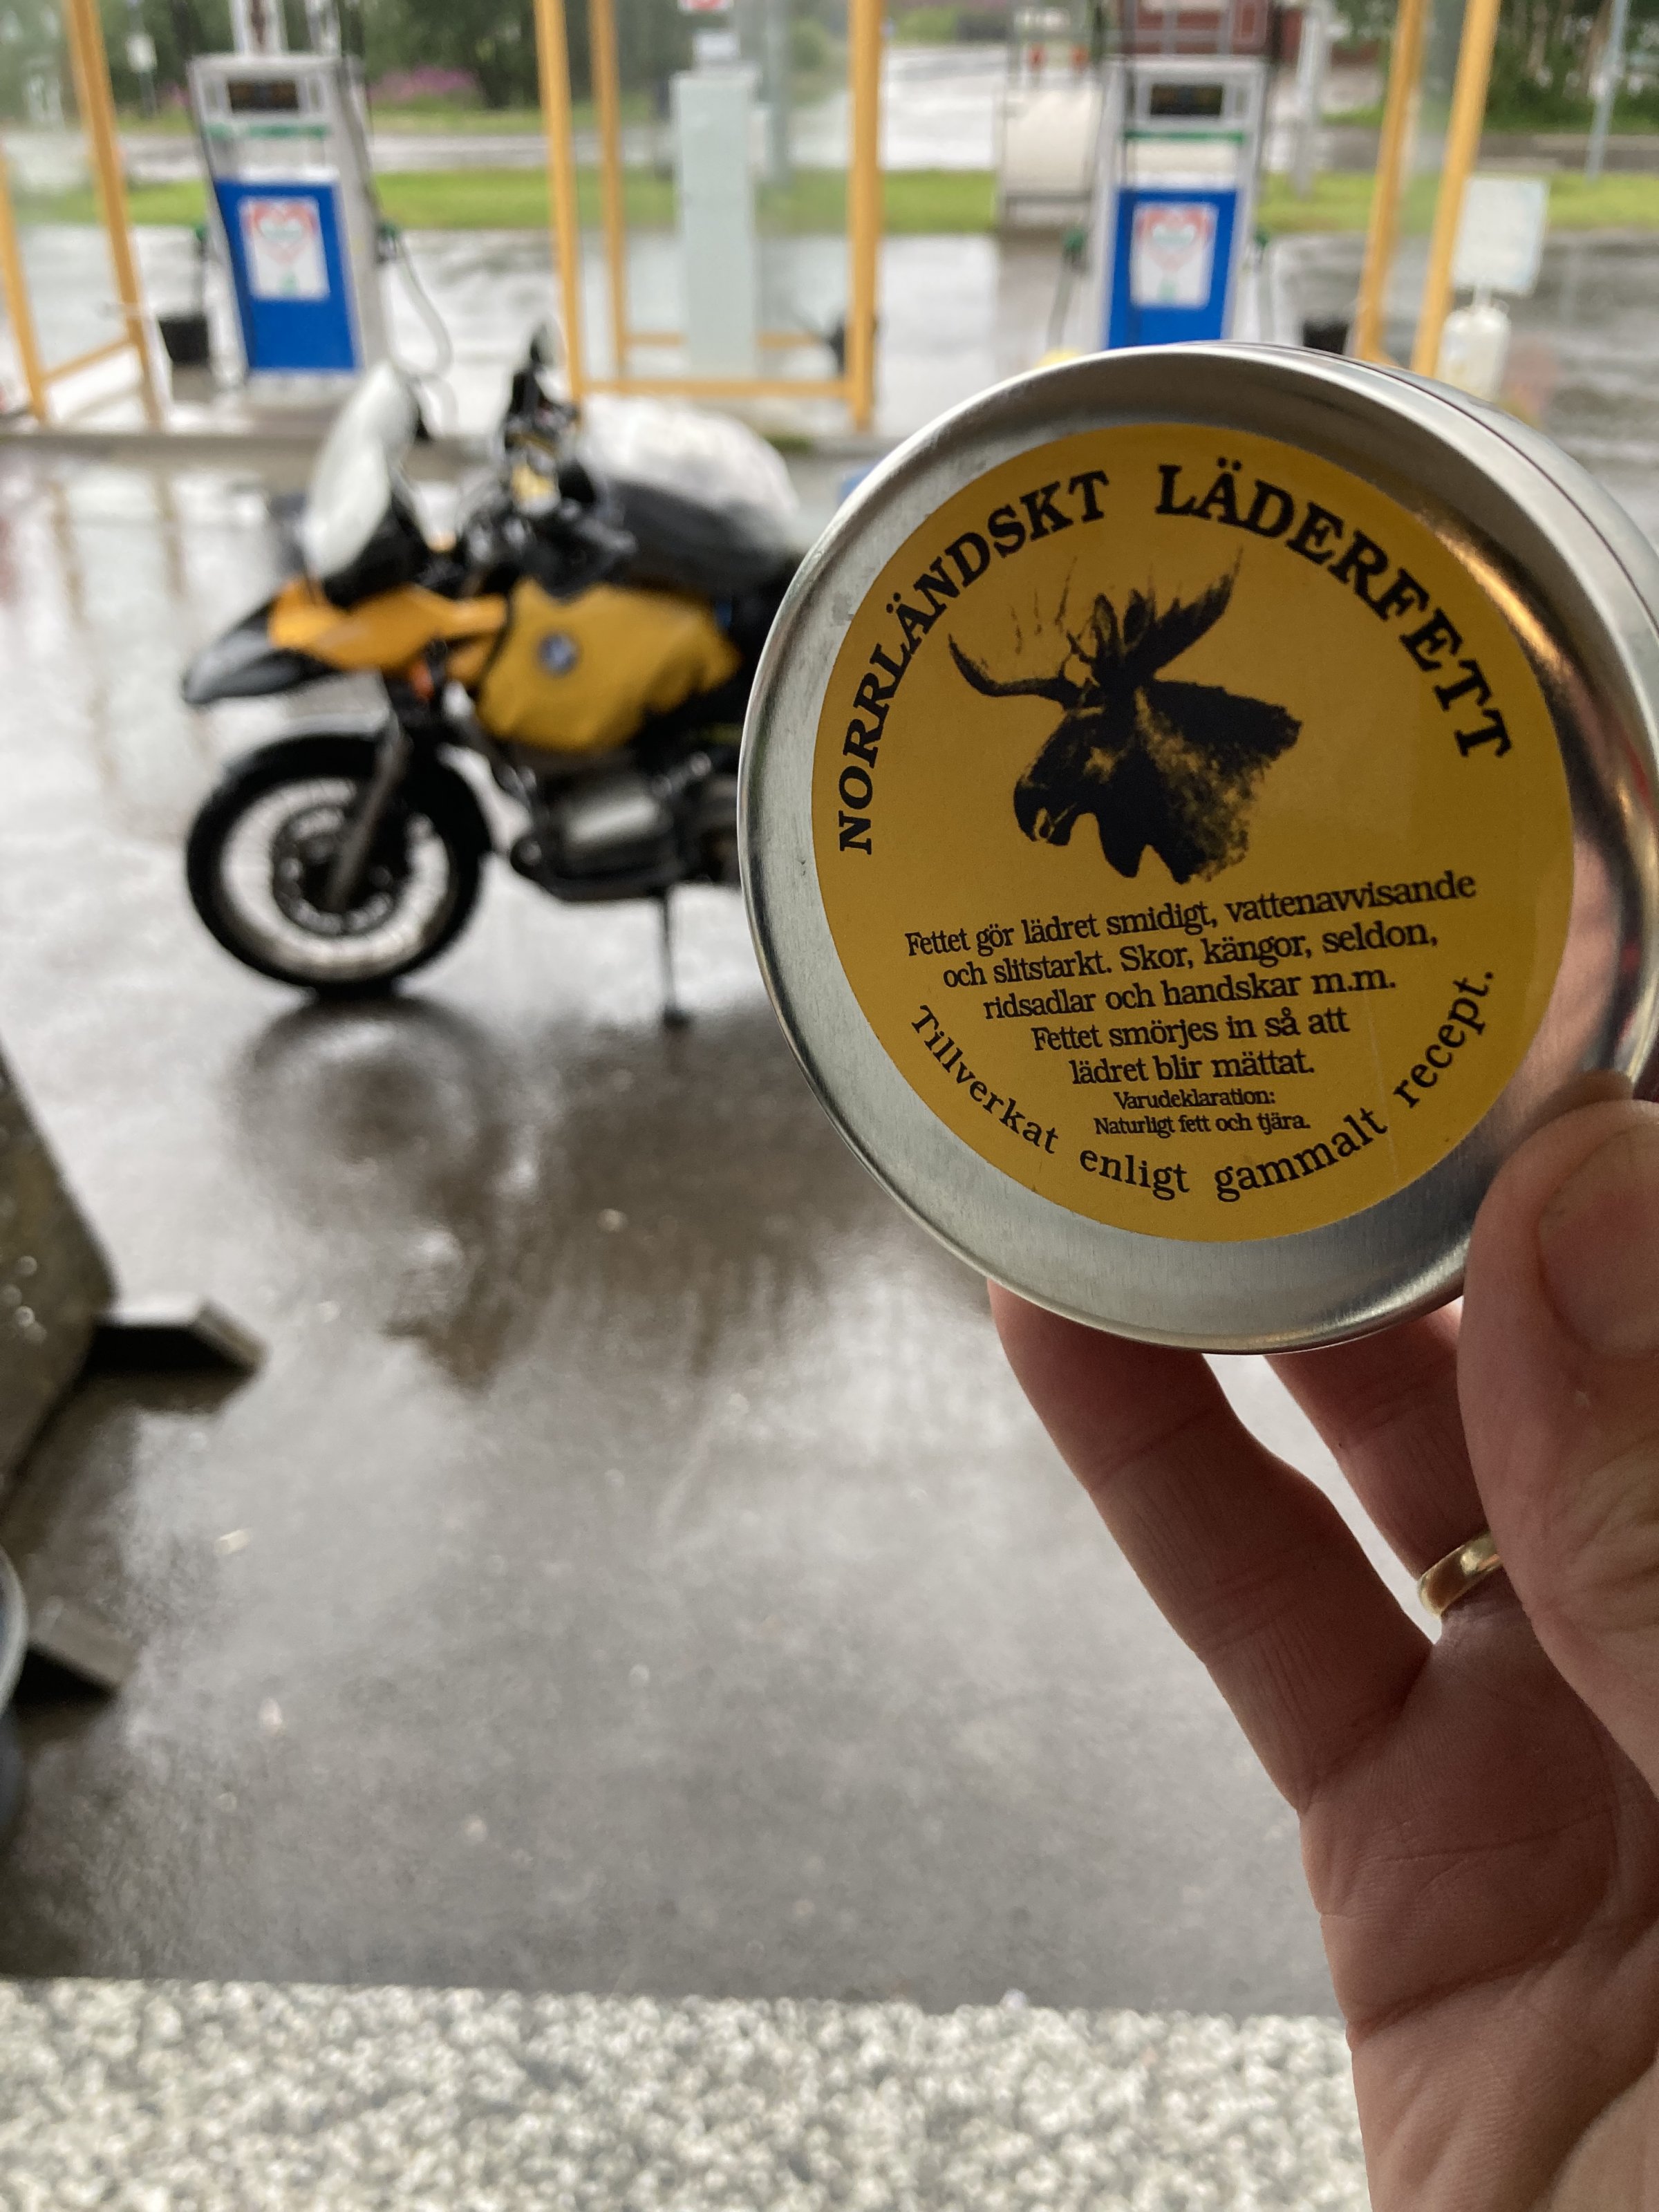 NORRLÄNDSKT LÄDERFETT
Fettet gör lädret smidigt, vattenavvisande
och slitstarkt. Skor, kängor, seldon,
ridsadlar och handskar m.m.
Fettet smörjes in så att
lädret blir mättat.
Varudeklaration:
Naturligt fett och tjära.
Tillverkat enligt gammalt recept.